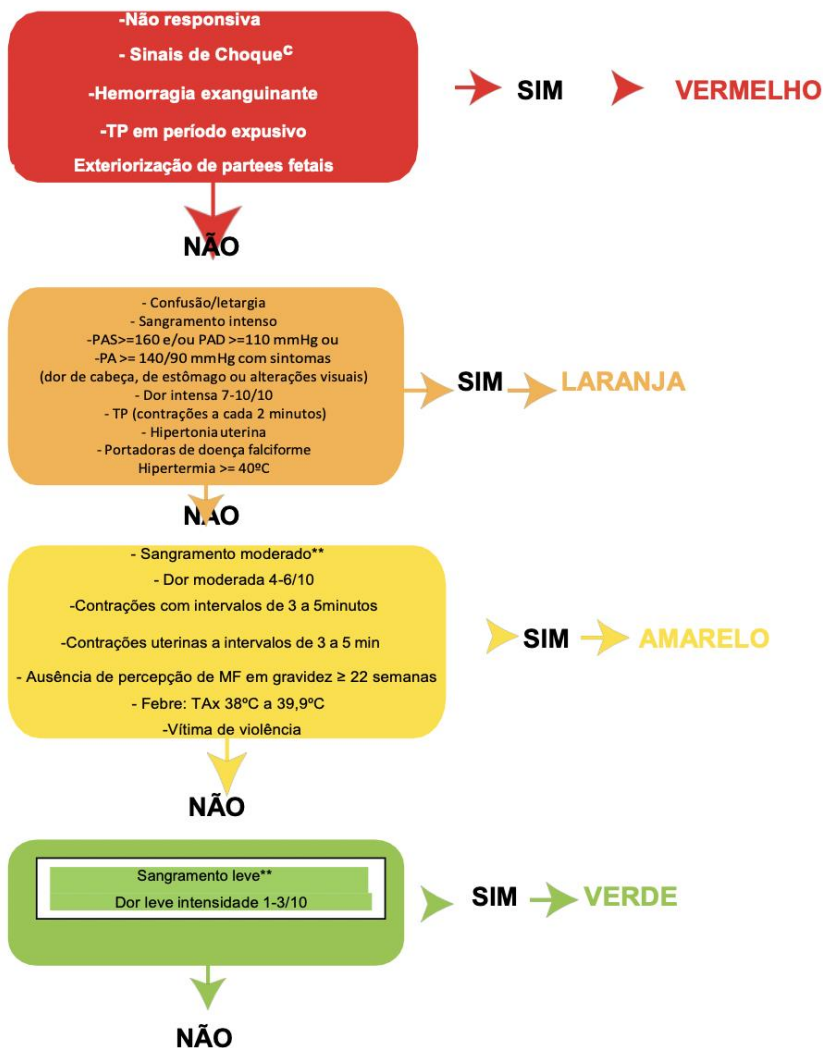 -Não responsiva
- Sinais de Choqueᶜ
-Hemorragia exanguinante
-TP em período expusivo
Exteriorização de partees fetais
SIM
VERMELHO
NÃO
- Confusão/letargia
- Sangramento intenso
-PAS>=160 e/ou PAD >=110 mmHg ou
-PA >= 140/90 mmHg com sintomas
(dor de cabeça, de estômago ou alterações visuais)
- Dor intensa 7-10/10
- TP (contrações a cada 2 minutos)
- Hipertonia uterina
- Portadoras de doença falciforme
Hipertermia >= 40ºC
SIM
LARANJA
NÃO
- Sangramento moderado**
- Dor moderada 4-6/10
-Contrações com intervalos de 3 a 5minutos
-Contrações uterinas a intervalos de 3 a 5 min
- Ausência de percepção de MF em gravidez ≥ 22 semanas
- Febre: TAx 38ºC a 39,9ºC
-Vítima de violência
SIM
AMARELO
NÃO
Sangramento leve**
Dor leve intensidade 1-3/10
SIM
VERDE
NÃO